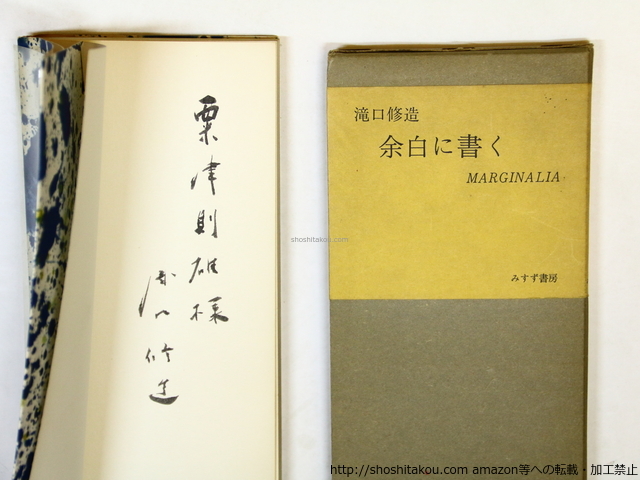 粟津則雄様
滝口修造
滝口修造
余白に書く
MARGINALIA
みすず書房
shoshitakou.com
http://shoshitakou.com amazon等への転載・加工禁止